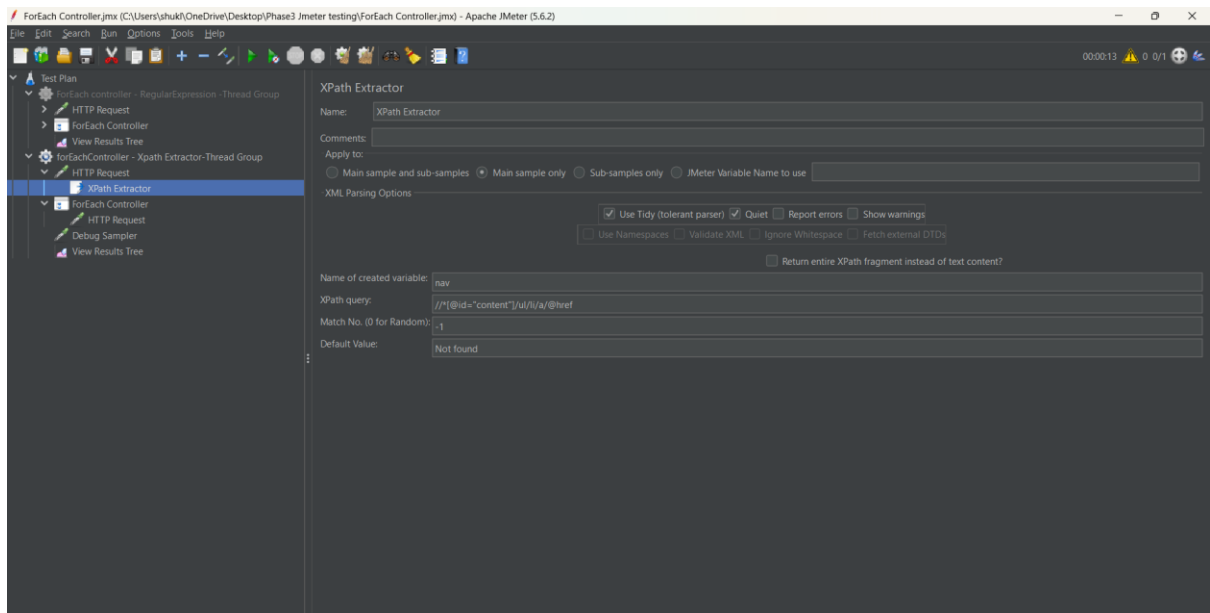 ForEach Controller.jmx (C:\Users\shukl\OneDrive\Desktop\Phase3 Jmeter testing\ForEach Controller.jmx) - Apache JMeter (5.6.2)
File Edit Search Run Options Tools Help
00:00:13 0 0/1
Test Plan
ForEach controller - RegularExpression -Thread Group
HTTP Request
ForEach Controller
View Results Tree
forEachController - Xpath Extractor-Thread Group
HTTP Request
XPath Extractor
ForEach Controller
HTTP Request
Debug Sampler
View Results Tree
XPath Extractor
Name: XPath Extractor
Comments:
Apply to:
Main sample and sub-samples Main sample only Sub-samples only JMeter Variable Name to use
XML Parsing Options
Use Tidy (tolerant parser) Quiet Report errors Show warnings
Use Namespaces Validate XML Ignore Whitespace Fetch external DTDs
Return entire XPath fragment instead of text content?
Name of created variable: nav
XPath query: //*[@id="content"]/ul/li/a/@href
Match No. (0 for Random): -1
Default Value: Not found